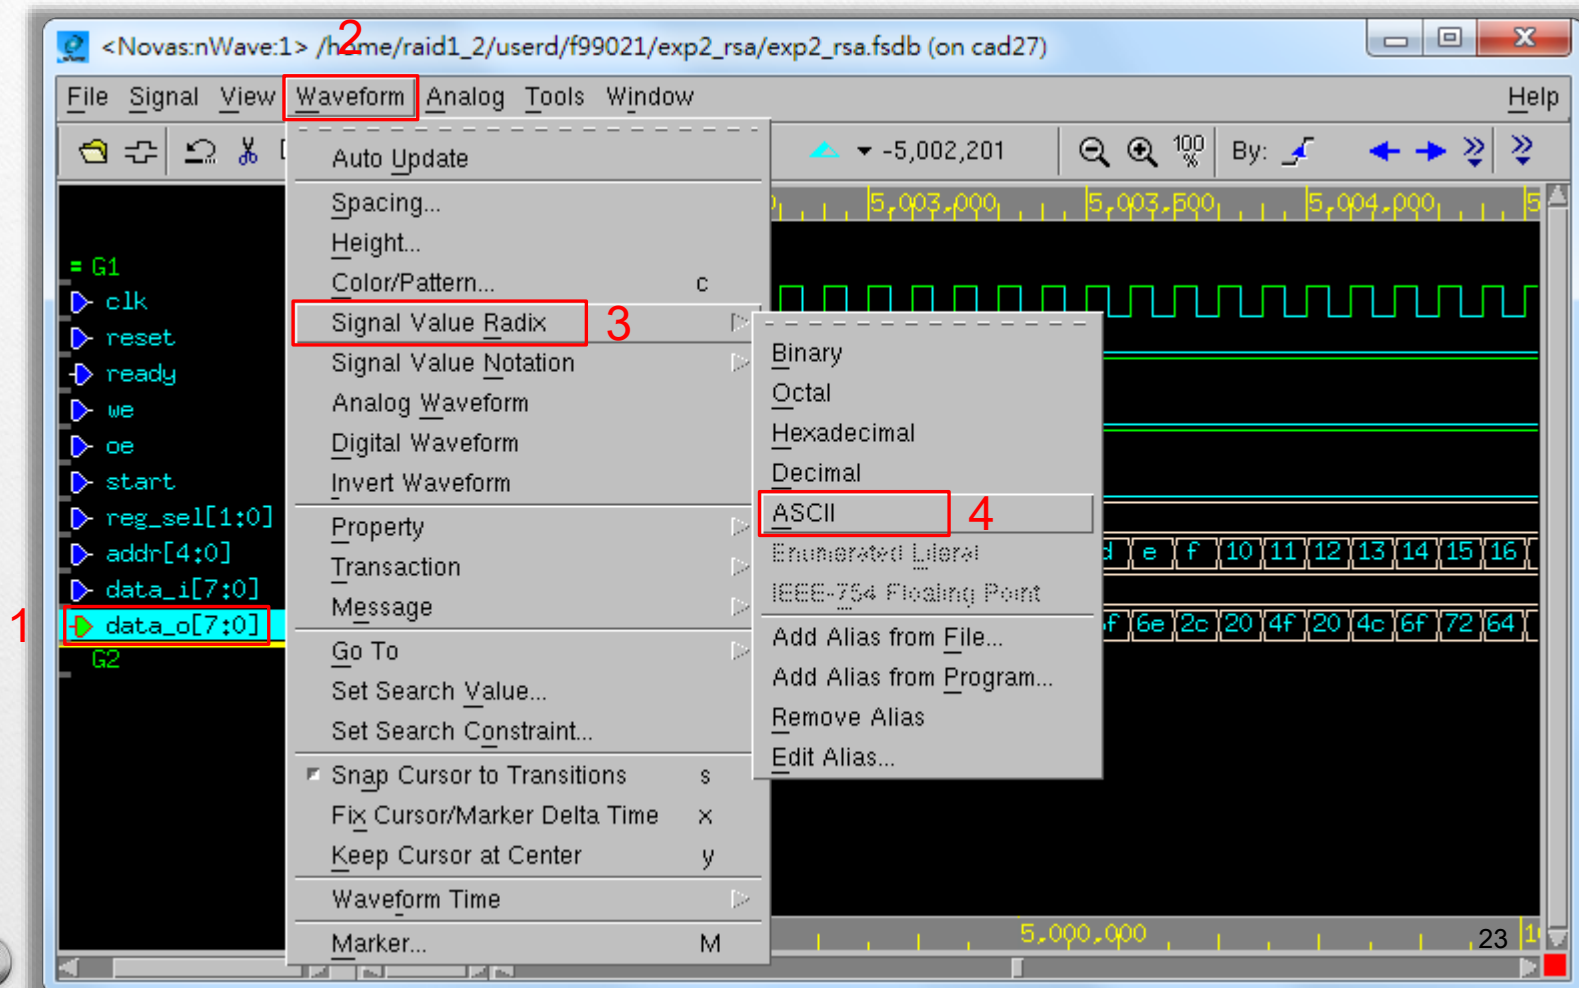 <Novas:nWave:1> /home/raid1_2/userd/f99021/exp2_rsa/exp2_rsa.fsdb (on cad27)
2
File Signal View Waveform Analog Tools Window Help
-5,002,201 100 % By:
Auto Update
Spacing...
Height...
Color/Pattern... c
Signal Value Radix 3
Signal Value Notation
Analog Waveform
Digital Waveform
Invert Waveform
Property
Transaction
Message
Go To
Set Search Value...
Set Search Constraint...
Snap Cursor to Transitions s
Fix Cursor/Marker Delta Time x
Keep Cursor at Center y
Waveform Time
Marker... M
Binary
Octal
Hexadecimal
Decimal
ASCII 4
Enumerated Literal
IEEE-754 Floating Point
Add Alias from File...
Add Alias from Program...
Remove Alias
Edit Alias...
5,003,000 5,003,500 5,004,000 5
= G1
clk
reset
ready
we
oe
start
reg_sel[1:0]
addr[4:0] e f 10 11 12 13 14 15 16
data_i[7:0]
1 data_o[7:0] 6e 2c 20 4f 20 4c 6f 72 64
G2
5,000,000
23